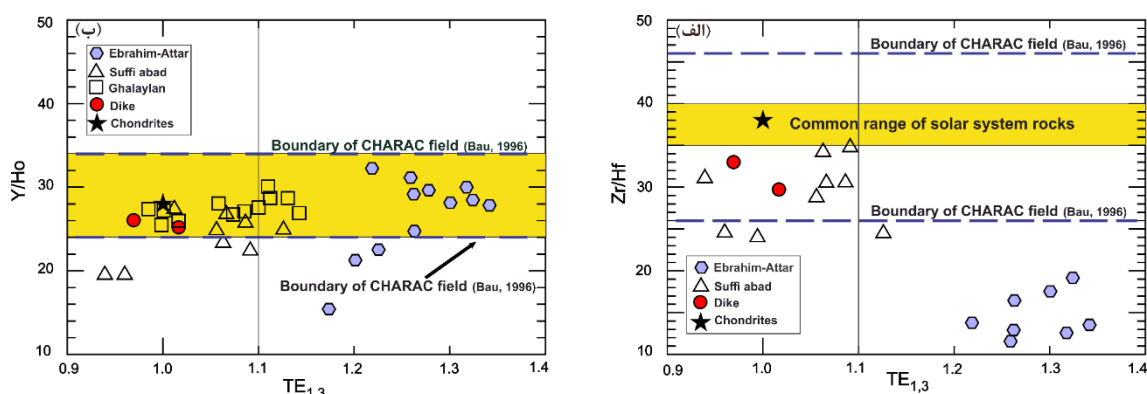 50
40
30
20
10
Y/Ho
(ب)
Ebrahim-Attar
Suffi abad
Ghalaylan
Dike
Chondrites
Boundary of CHARAC field (Bau, 1996)
Boundary of CHARAC field (Bau, 1996)
0.9 1.0 1.1 1.2 1.3 1.4
TE1,3
50
40
30
20
10
Zr/Hf
(الف)
Boundary of CHARAC field (Bau, 1996)
Common range of solar system rocks
Boundary of CHARAC field (Bau, 1996)
Ebrahim-Attar
Suffi abad
Dike
Chondrites
0.9 1.0 1.1 1.2 1.3 1.4
TE1,3